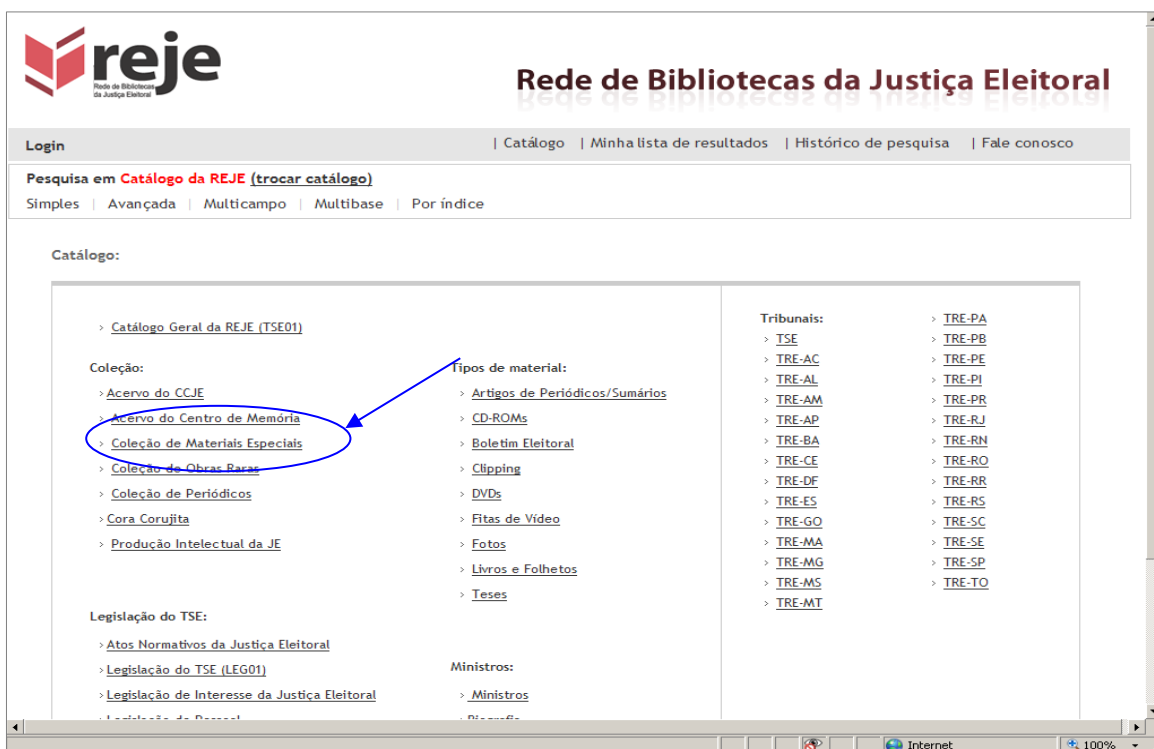 reje
Rede de Bibliotecas
da Justiça Eleitoral
Rede de Bibliotecas da Justiça Eleitoral
Login
| Catálogo | Minha lista de resultados | Histórico de pesquisa | Fale conosco
Pesquisa em Catálogo da REJE (trocar catálogo)
Simples | Avançada | Multicampo | Multibase | Por índice
Catálogo:
> Catálogo Geral da REJE (TSE01)
Coleção:
> Acervo do CCJE
> Acervo do Centro de Memória
> Coleção de Materiais Especiais
> Coleção de Obras Raras
> Coleção de Periódicos
> Cora Corujita
> Produção Intelectual da JE
Legislação do TSE:
> Atos Normativos da Justiça Eleitoral
> Legislação do TSE (LEG01)
> Legislação de Interesse da Justiça Eleitoral
Tipos de material:
> Artigos de Periódicos/Sumários
> CD-ROMs
> Boletim Eleitoral
> Clipping
> DVDs
> Fitas de Vídeo
> Fotos
> Livros e Folhetos
> Teses
Ministros:
> Ministros
Tribunais:
> TSE
> TRE-AC
> TRE-AL
> TRE-AM
> TRE-AP
> TRE-BA
> TRE-CE
> TRE-DF
> TRE-ES
> TRE-GO
> TRE-MA
> TRE-MG
> TRE-MS
> TRE-MT
> TRE-PA
> TRE-PB
> TRE-PE
> TRE-PI
> TRE-PR
> TRE-RJ
> TRE-RN
> TRE-RO
> TRE-RR
> TRE-RS
> TRE-SC
> TRE-SE
> TRE-SP
> TRE-TO
Internet
100%